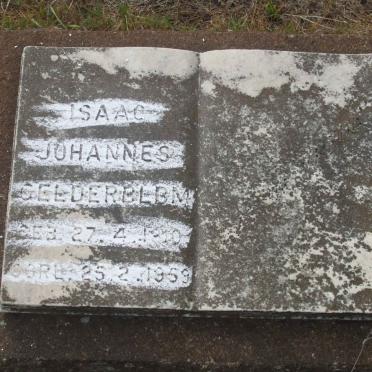 ISAAC
JOHANNES
GELDERBLOM
GEB. 27.4.
OORL. 25.2.1959